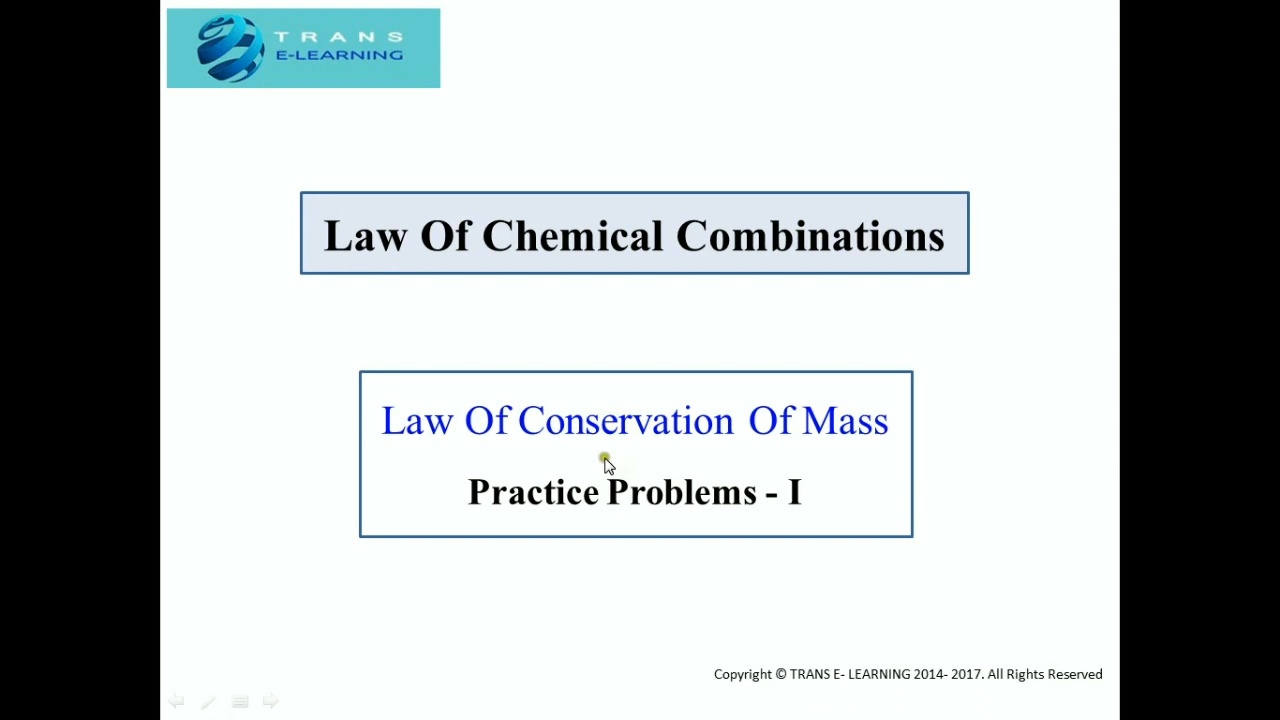 TRANS
E-LEARNING
Law Of Chemical Combinations
Law Of Conservation Of Mass
Practice Problems - I
Copyright © TRANS E- LEARNING 2014- 2017. All Rights Reserved